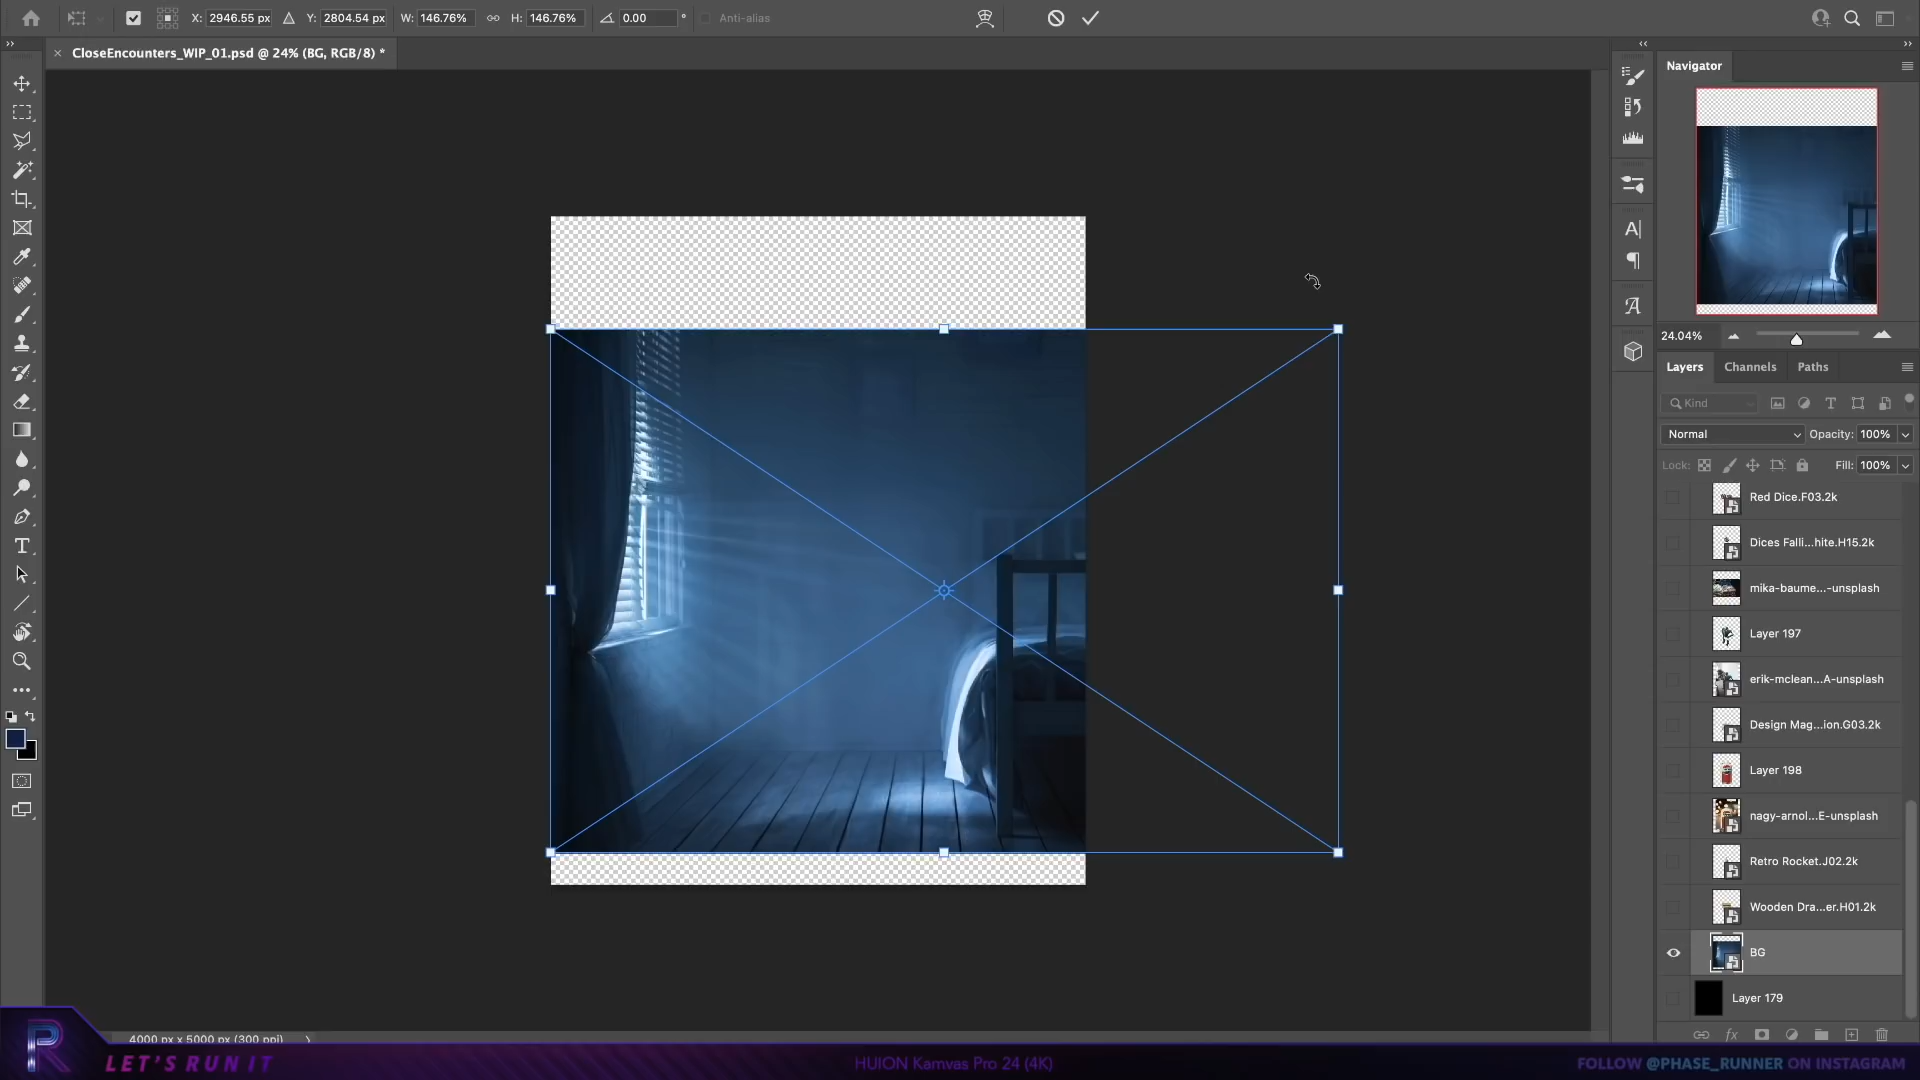 X: 2946.55 px Y: 2804.54 px W: 146.76% H: 146.76% 0.00 ° Anti-alias
× CloseEncounters_WIP_01.psd @ 24% (BG, RGB/8) *
Navigator
24.04%
Layers Channels Paths
Kind
Normal Opacity: 100%
Lock: Fill: 100%
Red Dice.F03.2k
Dices Falli...hite.H15.2k
mika-baume...-unsplash
Layer 197
erik-mclean...A-unsplash
Design Mag...ion.G03.2k
Layer 198
nagy-arnol...E-unsplash
Retro Rocket.J02.2k
Wooden Dra...er.H01.2k
BG
Layer 179
4000 px x 5000 px (300 ppi)
LET'S RUN IT
HUION Kamvas Pro 24 (4K)
FOLLOW @PHASE_RUNNER ON INSTAGRAM